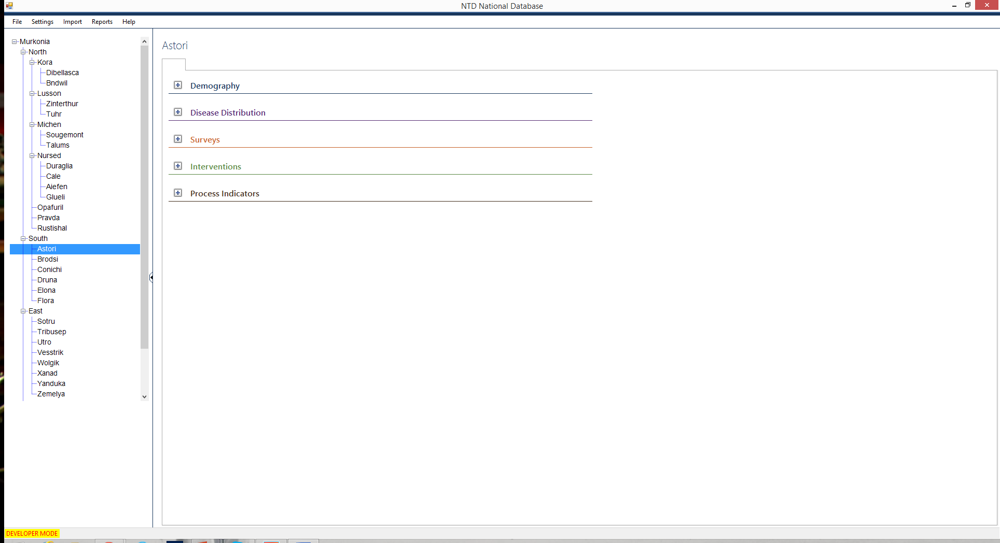 NTD National Database
File Settings Import Reports Help
Murkonia
North
Kora
Dibellasca
Bndwil
Lusson
Zinterthur
Tuhr
Michen
Sougemont
Talums
Nursed
Duraglia
Cale
Aiefen
Glueli
Opafuril
Pravda
Rustishal
South
Astori
Brodsi
Conichi
Druna
Elona
Flora
East
Sotru
Tribusep
Utro
Vesstrik
Wolgik
Xanad
Yanduka
Zemelya
Astori
Demography
Disease Distribution
Surveys
Interventions
Process Indicators
DEVELOPER MODE